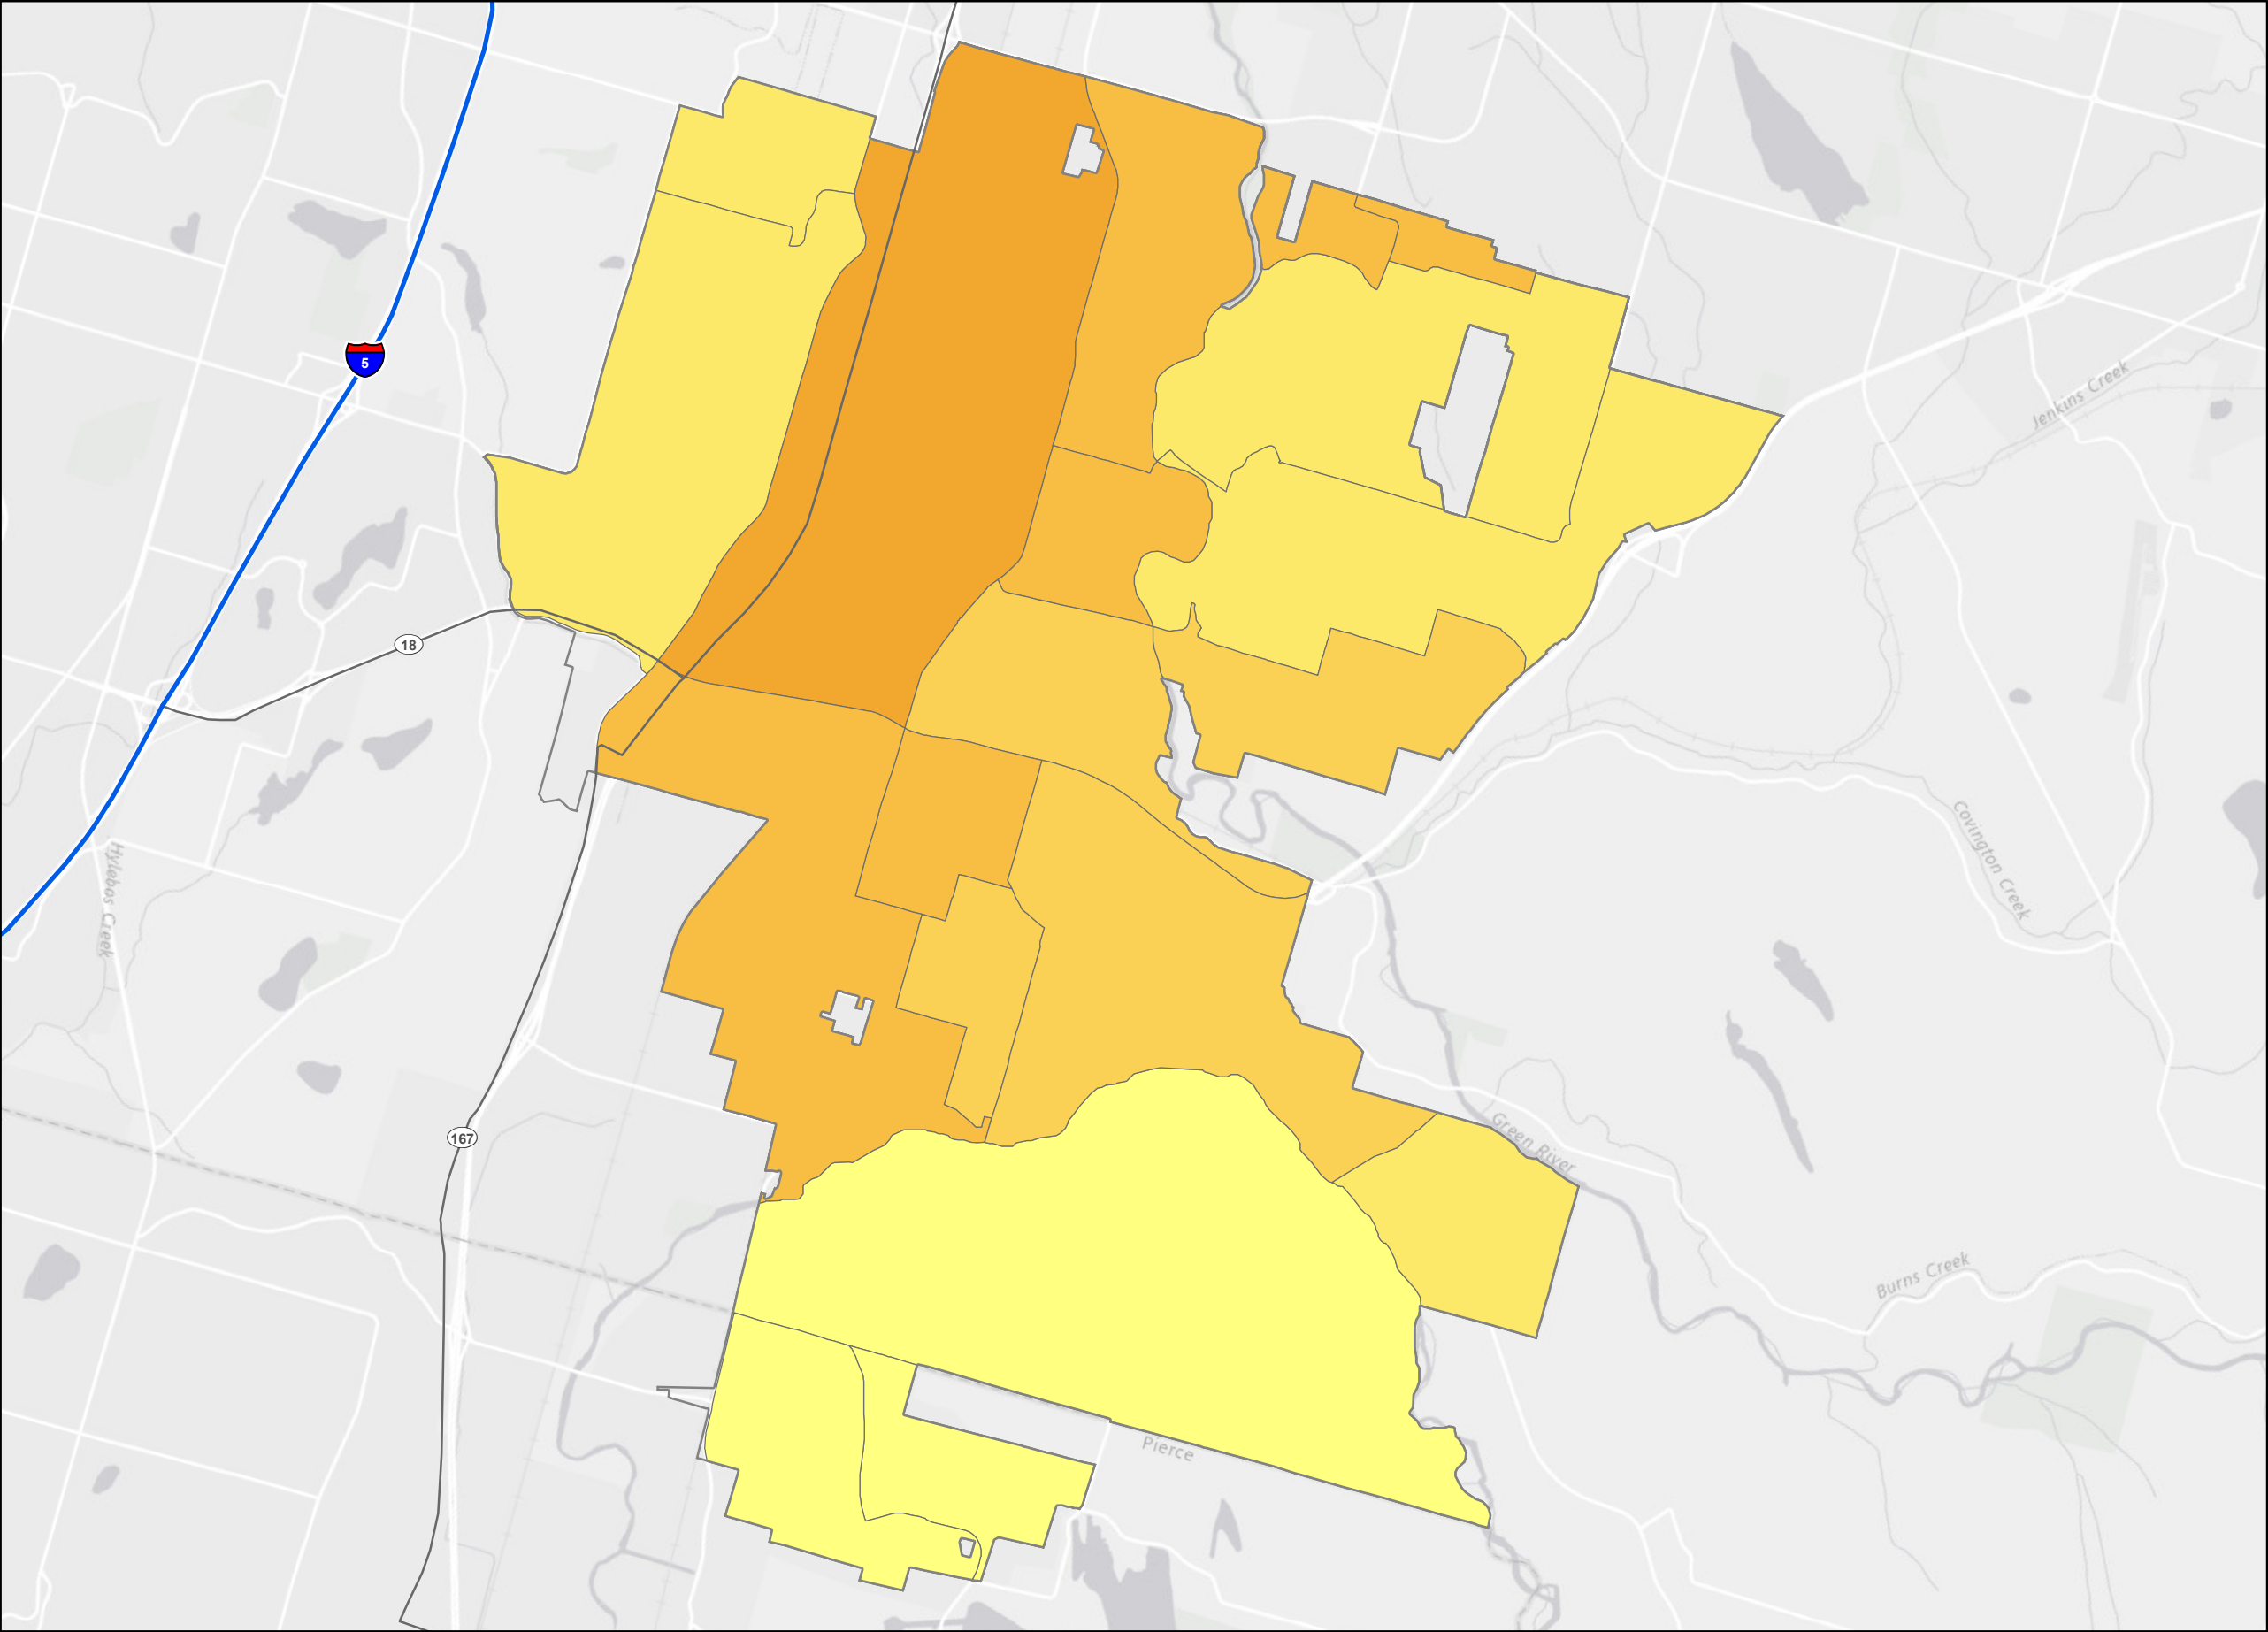 5
Jenkins Creek
18
Covington Creek
Hylebos Creek
Green River
167
Burns Creek
Pierce